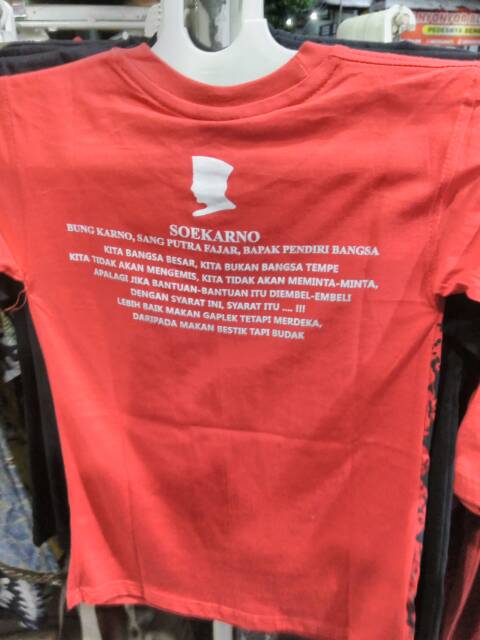 SOEKARNO
BUNG KARNO, SANG PUTRA FAJAR, BAPAK PENDIRI BANGSA
KITA BANGSA BESAR, KITA BUKAN BANGSA TEMPE
KITA TIDAK AKAN MENGEMIS, KITA TIDAK AKAN MEMINTA-MINTA,
APALAGI JIKA BANTUAN-BANTUAN ITU DIEMBEL-EMBELI
DENGAN SYARAT INI, SYARAT ITU .... !!!
LEBIH BAIK MAKAN GAPLEK TETAPI MERDEKA,
DARIPADA MAKAN BESTIK TAPI BUDAK